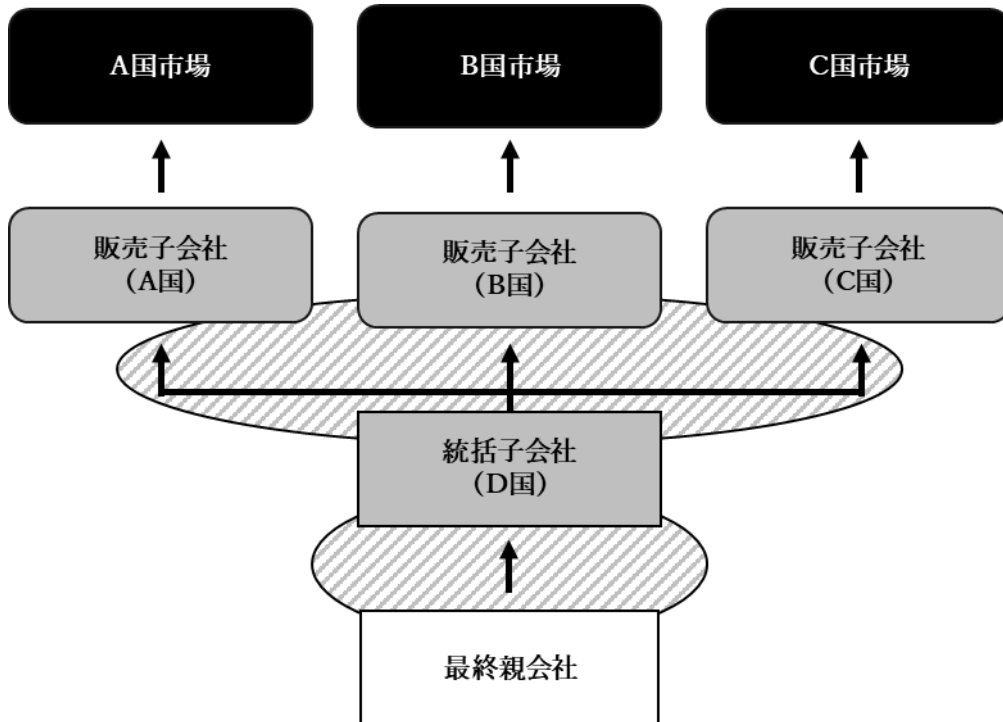 A国市場
B国市場
C国市場
販売子会社
(A国)
販売子会社
(B国)
販売子会社
(C国)
統括子会社
(D国)
最終親会社